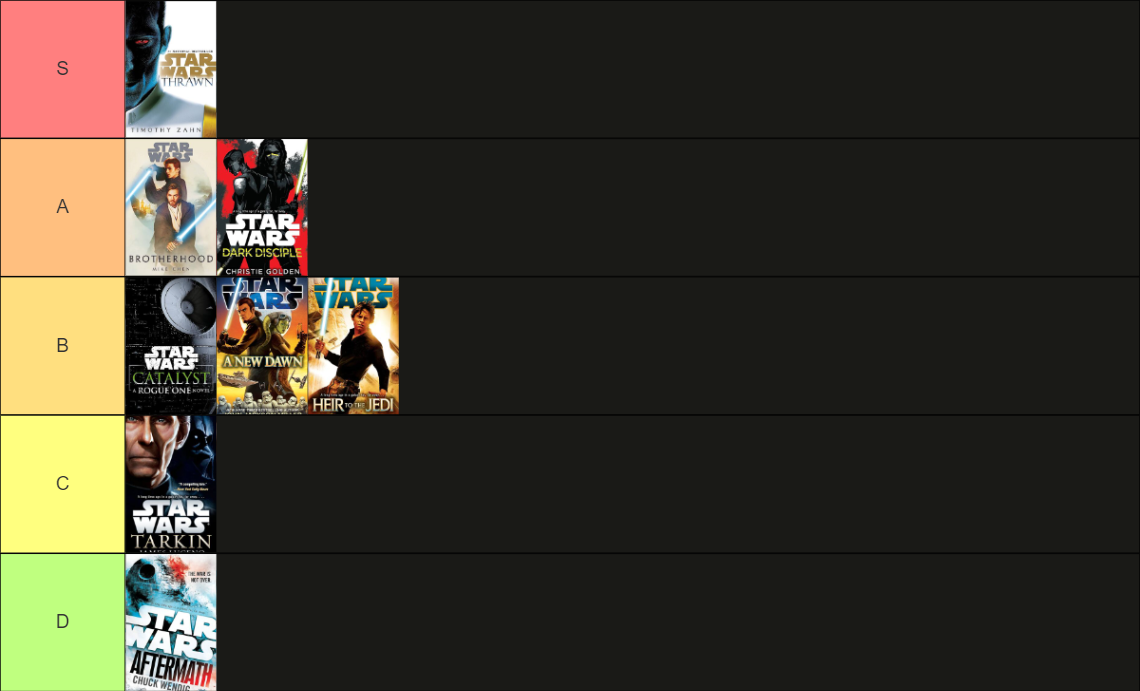 S
STAR
WARS
THRAWN
TIMOTHY ZAHN
A
STAR
WARS
BROTHERHOOD
STAR
WARS
DARK DISCIPLE
CHRISTIE GOLDEN
B
STAR
WARS
CATALYST
A ROGUE ONE NOVEL
STAR
WARS
A NEW DAWN
STAR
WARS
HEIR TO THE JEDI
C
STAR
WARS
TARKIN
D
THE WAR IS
NOT OVER.
STAR
WARS
AFTERMATH
CHUCK WENDIG